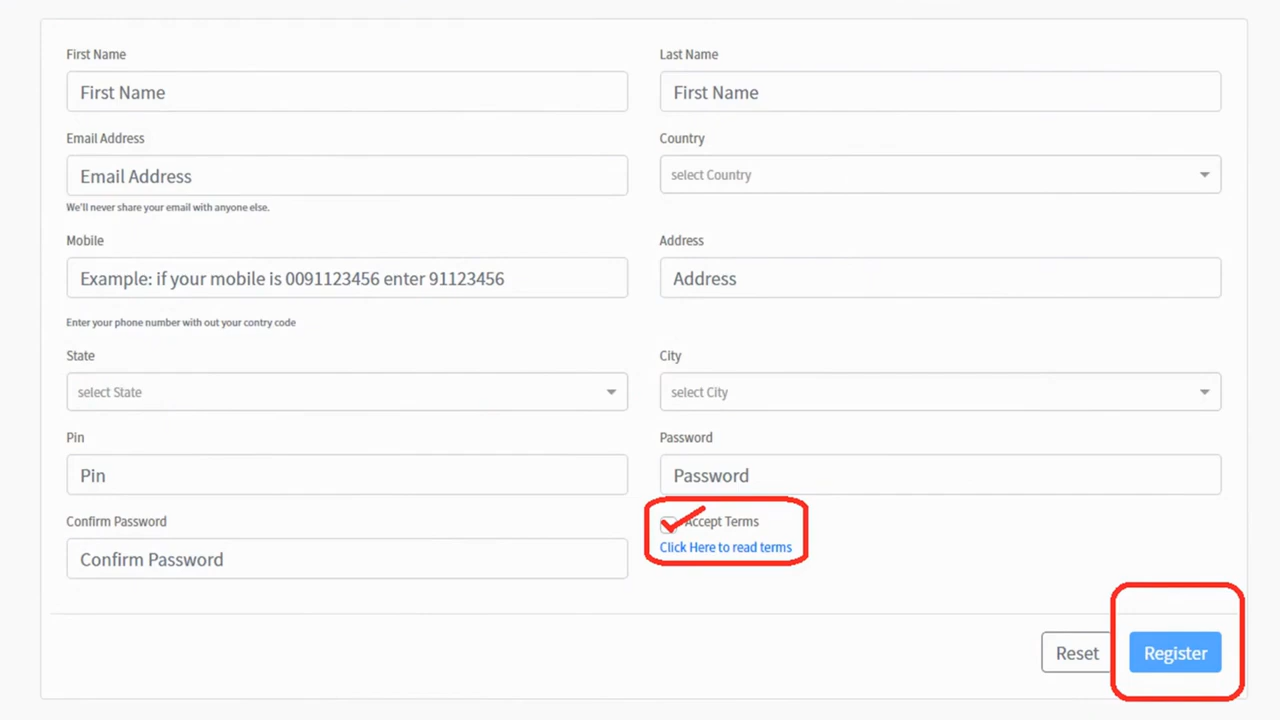 First Name
Last Name
First Name
First Name
Email Address
Country
Email Address
select Country
We'll never share your email with anyone else.
Mobile
Address
Example: if your mobile is 0091123456 enter 91123456
Address
Enter your phone number with out your contry code
State
City
select State
select City
Pin
Password
Pin
Password
Confirm Password
Accept Terms
Click Here to read terms
Confirm Password
Reset
Register